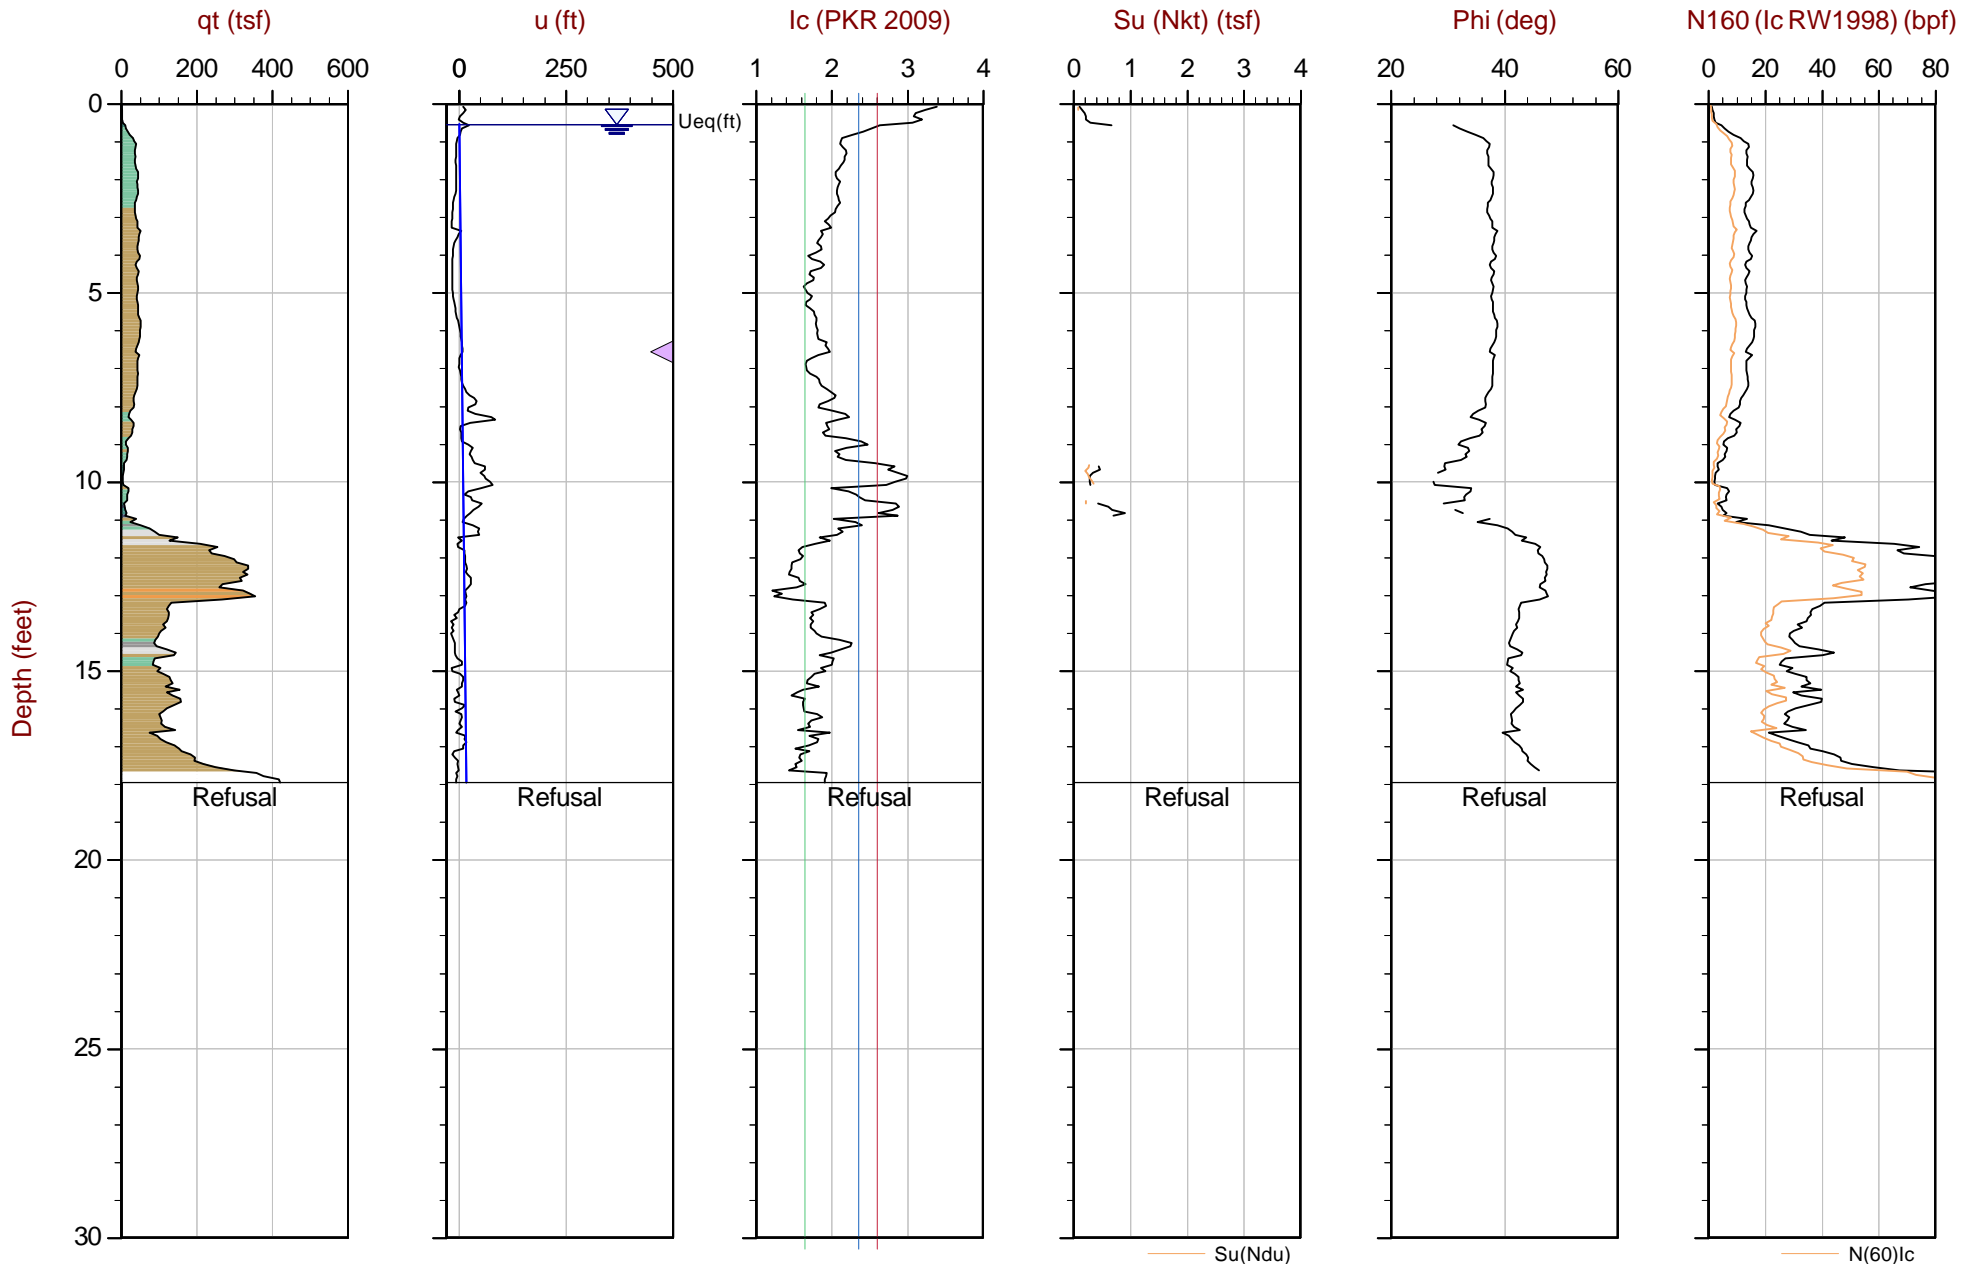 qt (tsf) u (ft) Ic (PKR 2009) Su (Nkt) (tsf) Phi (deg) N160 (Ic RW1998) (bpf)
0 200 400 600 0 0 250 500 1 2 3 4 0 1 2 3 4 20 40 60 0 20 40 60 80
0
Ueq(ft)
5
10
15
Depth (feet)
Refusal Refusal Refusal Refusal Refusal Refusal
20
25
30
Su(Ndu) N(60)Ic